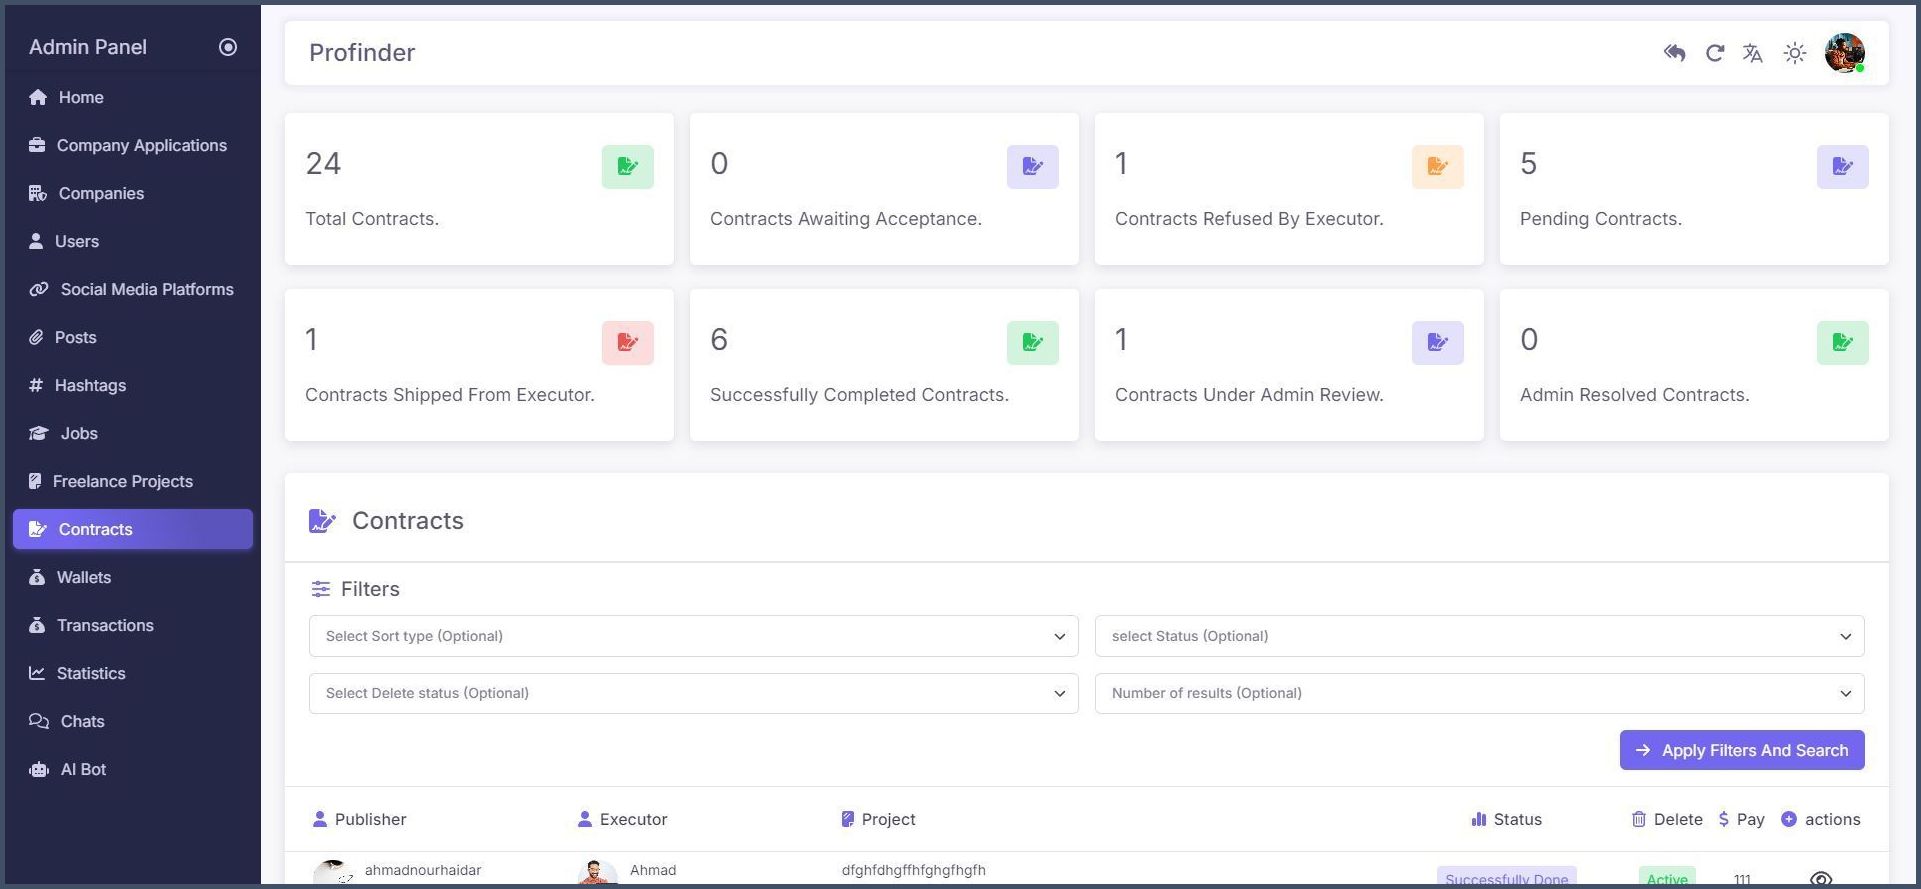 Admin Panel
Home
Company Applications
Companies
Users
Social Media Platforms
Posts
Hashtags
Jobs
Freelance Projects
Contracts
Wallets
Transactions
Statistics
Chats
AI Bot
Profinder
24
Total Contracts.
0
Contracts Awaiting Acceptance.
1
Contracts Refused By Executor.
5
Pending Contracts.
1
Contracts Shipped From Executor.
6
Successfully Completed Contracts.
1
Contracts Under Admin Review.
0
Admin Resolved Contracts.
Contracts
Filters
Select Sort type (Optional)
select Status (Optional)
Select Delete status (Optional)
Number of results (Optional)
Apply Filters And Search
Publisher Executor Project Status Delete Pay actions
ahmadnourhaidar Ahmad dfghfdhgffhfghgfhgfh Successfully Done Active 111